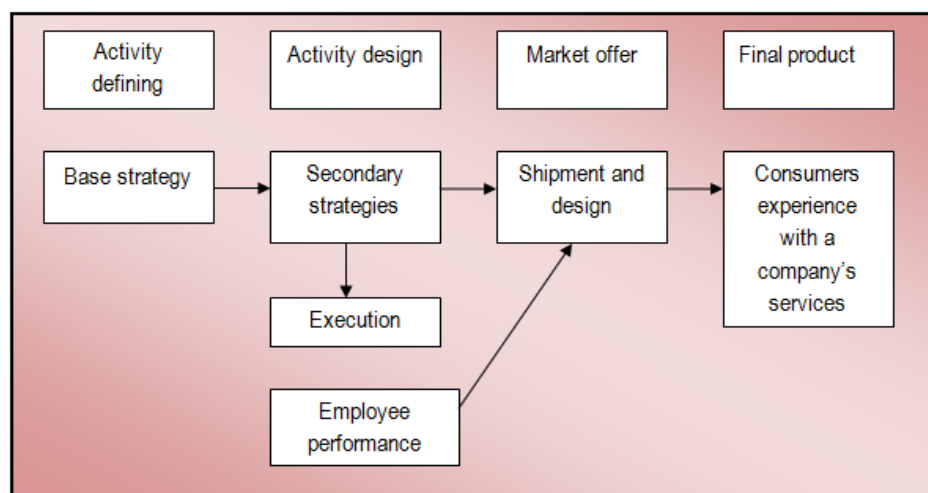 Activity
defining
Activity design
Market offer
Final product
Base strategy
Secondary
strategies
Shipment and
design
Consumers
experience
with a
company's
services
Execution
Employee
performance